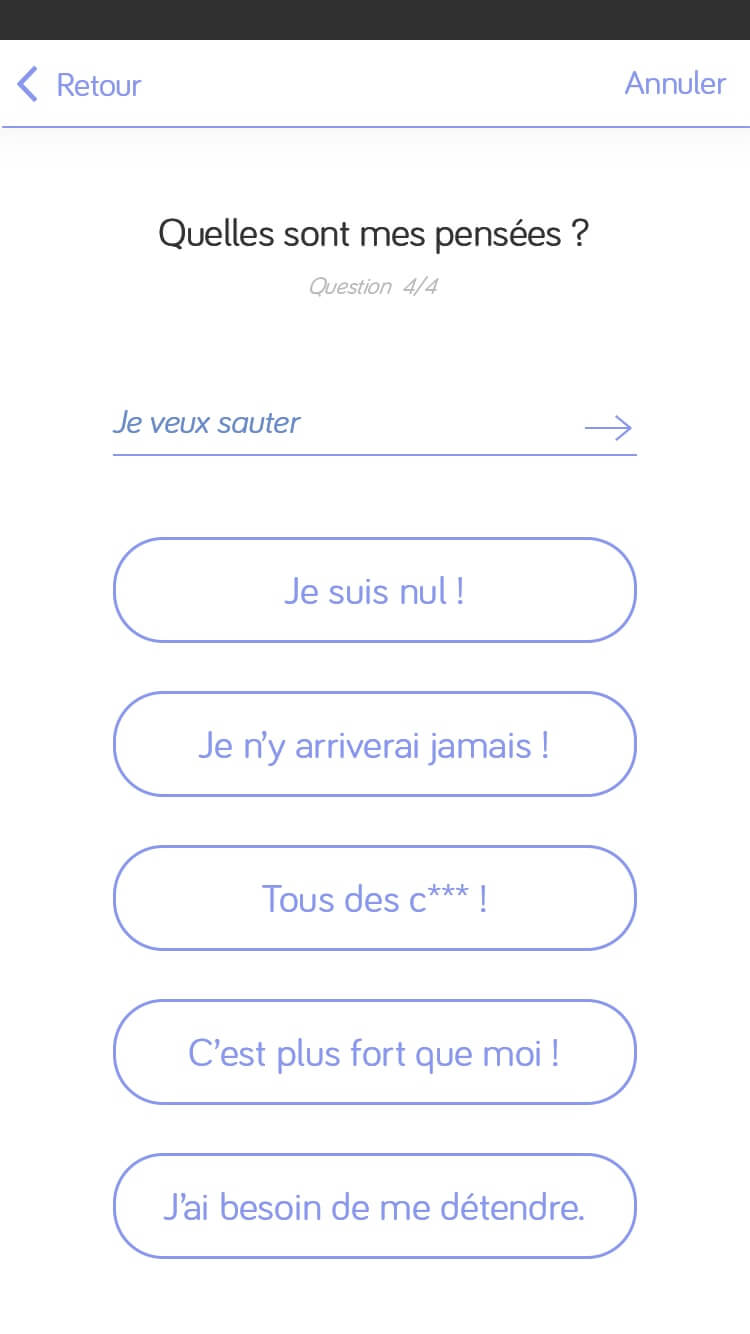 Retour
Annuler
Quelles sont mes pensées ?
Question 4/4
Je veux sauter
Je suis nul !
Je n’y arriverai jamais !
Tous des c*** !
C’est plus fort que moi !
J’ai besoin de me détendre.